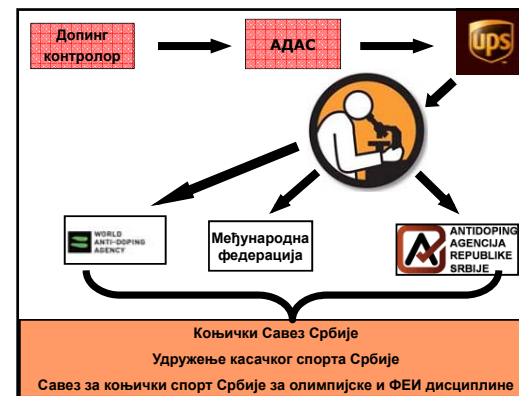 Допинг
контролор
АДАС
ups
WORLD
ANTI-DOPING
AGENCY
Међународна
федерација
ANTIDOPING
AGENCIJA
REPUBLIKE
SRBIJE
Коњички Савез Србије
Удружење касачког спорта Србије
Савез за коњички спорт Србије за олимпијске и ФЕИ дисциплине